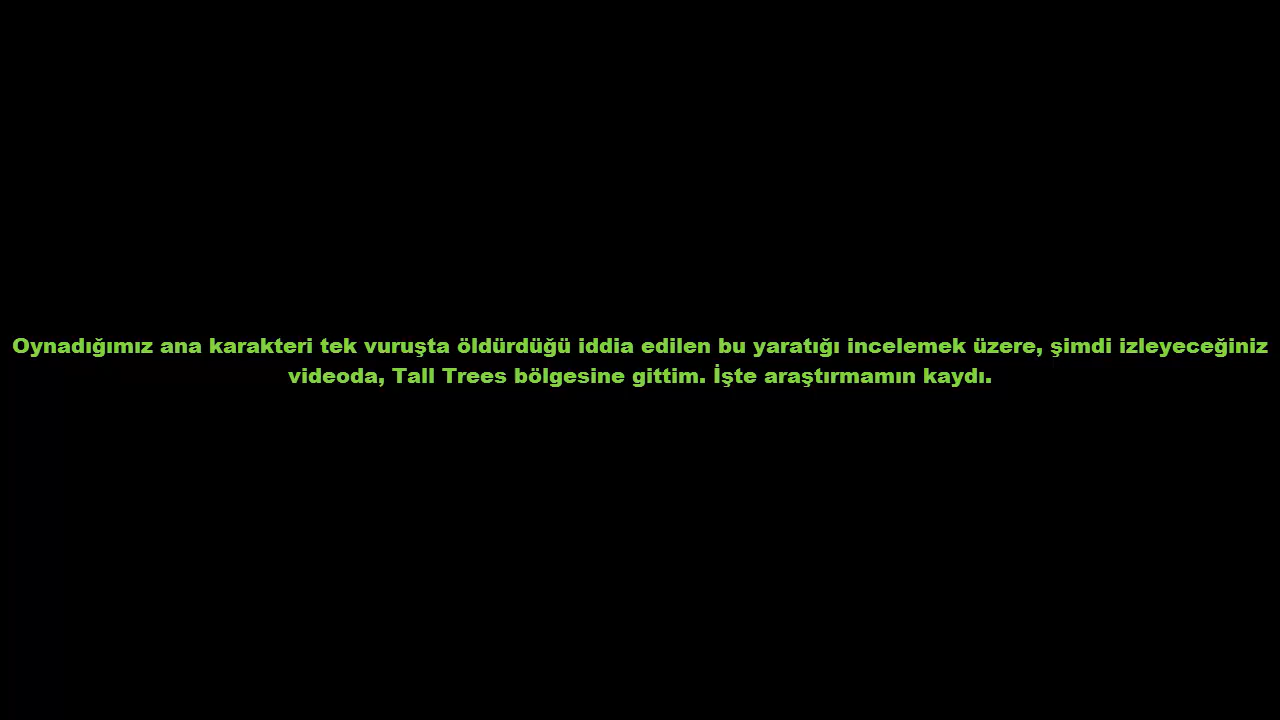 Oynadığımız ana karakteri tek vuruşta öldürdüğü iddia edilen bu yaratığı incelemek üzere, şimdi izleyeceğiniz
videoda, Tall Trees bölgesine gittim. İşte araştırmamın kaydı.